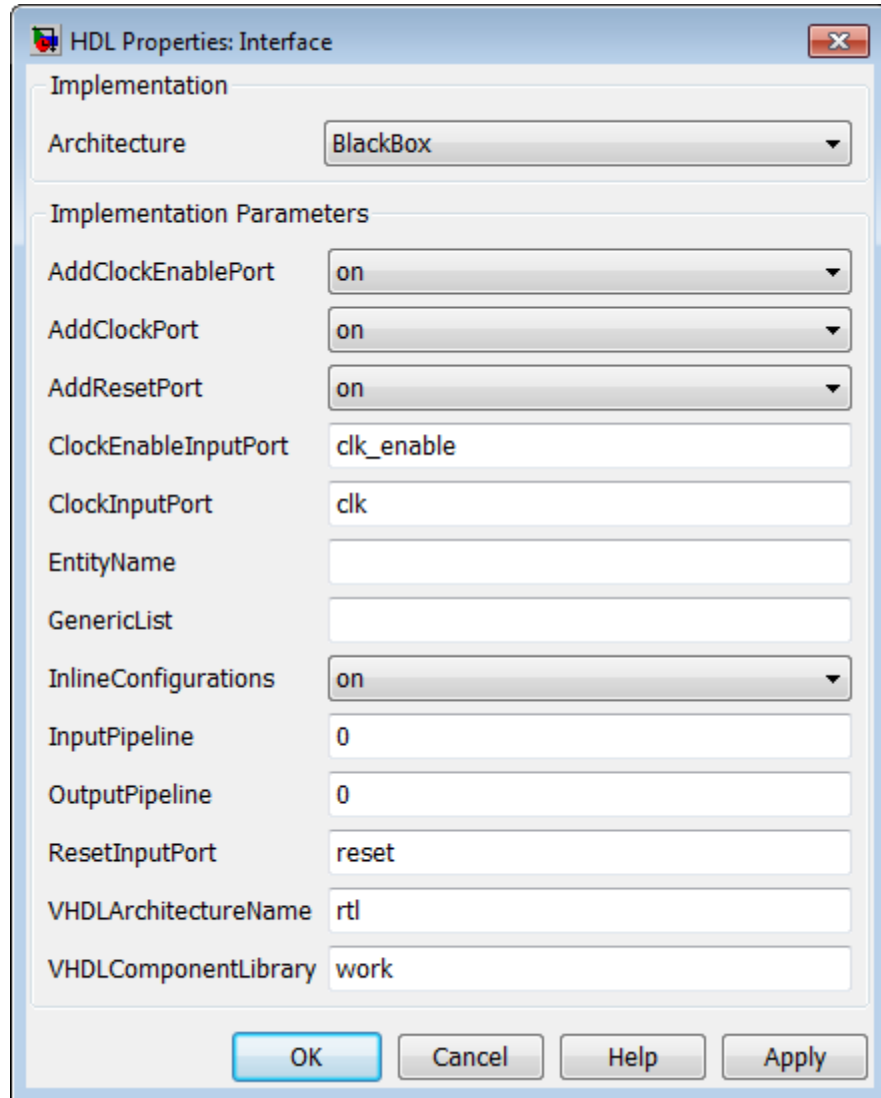 HDL Properties: Interface
Implementation
Architecture BlackBox
Implementation Parameters
AddClockEnablePort on
AddClockPort on
AddResetPort on
ClockEnableInputPort clk_enable
ClockInputPort clk
EntityName
GenericList
InlineConfigurations on
InputPipeline 0
OutputPipeline 0
ResetInputPort reset
VHDLArchitectureName rtl
VHDLComponentLibrary work
OK Cancel Help Apply